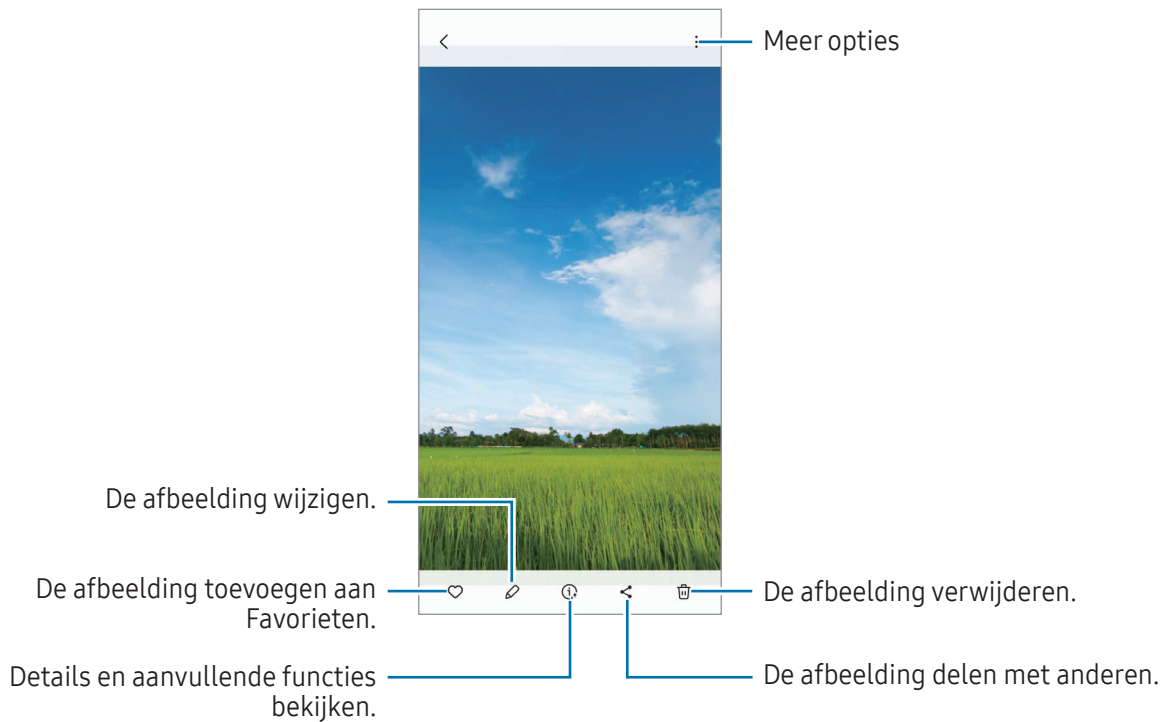 Meer opties
De afbeelding wijzigen.
De afbeelding toevoegen aan
Favorieten.
De afbeelding verwijderen.
Details en aanvullende functies
bekijken.
De afbeelding delen met anderen.